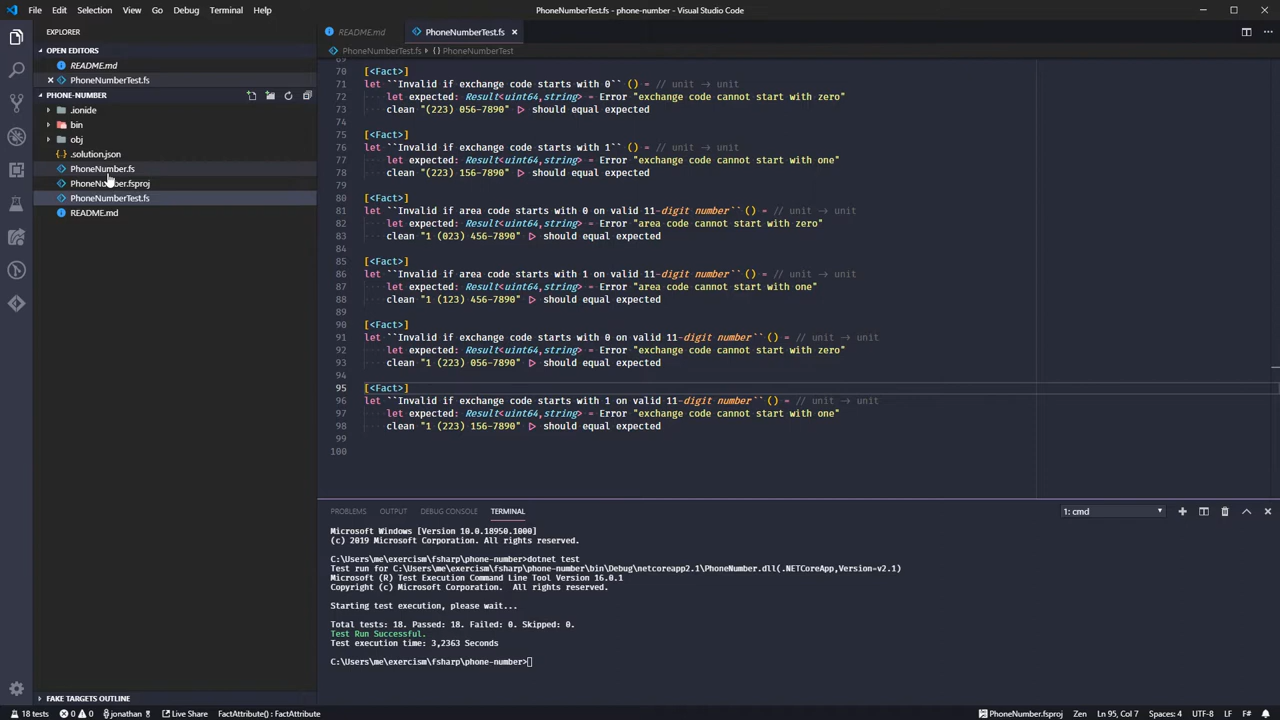 File Edit Selection View Go Debug Terminal Help
PhoneNumberTest.fs - phone-number - Visual Studio Code
EXPLORER
OPEN EDITORS
README.md
PhoneNumberTest.fs
PHONE-NUMBER
.ionide
bin
obj
.solution.json
PhoneNumber.fs
PhoneNumber.fsproj
PhoneNumberTest.fs
README.md
FAKE TARGETS OUTLINE
README.md PhoneNumberTest.fs
PhoneNumberTest.fs › {} PhoneNumberTest
70 [<Fact>]
71 let ``Invalid if exchange code starts with 0`` () = // unit -> unit
72 let expected: Result<uint64,string> = Error "exchange code cannot start with zero"
73 clean "(223) 056-7890" |> should equal expected
74
75 [<Fact>]
76 let ``Invalid if exchange code starts with 1`` () = // unit -> unit
77 let expected: Result<uint64,string> = Error "exchange code cannot start with one"
78 clean "(223) 156-7890" |> should equal expected
79
80 [<Fact>]
81 let ``Invalid if area code starts with 0 on valid 11-digit number`` () = // unit -> unit
82 let expected: Result<uint64,string> = Error "area code cannot start with zero"
83 clean "1 (023) 456-7890" |> should equal expected
84
85 [<Fact>]
86 let ``Invalid if area code starts with 1 on valid 11-digit number`` () = // unit -> unit
87 let expected: Result<uint64,string> = Error "area code cannot start with one"
88 clean "1 (123) 456-7890" |> should equal expected
89
90 [<Fact>]
91 let ``Invalid if exchange code starts with 0 on valid 11-digit number`` () = // unit -> unit
92 let expected: Result<uint64,string> = Error "exchange code cannot start with zero"
93 clean "1 (223) 056-7890" |> should equal expected
94
95 [<Fact>]
96 let ``Invalid if exchange code starts with 1 on valid 11-digit number`` () = // unit -> unit
97 let expected: Result<uint64,string> = Error "exchange code cannot start with one"
98 clean "1 (223) 156-7890" |> should equal expected
99
100
PROBLEMS OUTPUT DEBUG CONSOLE TERMINAL 1: cmd
Microsoft Windows [Version 10.0.18950.1000]
(c) 2019 Microsoft Corporation. All rights reserved.
C:\Users\me\exercism\fsharp\phone-number>dotnet test
Test run for C:\Users\me\exercism\fsharp\phone-number\bin\Debug\netcoreapp2.1\PhoneNumber.dll(.NETCoreApp,Version=v2.1)
Microsoft (R) Test Execution Command Line Tool Version 16.0.1
Copyright (c) Microsoft Corporation. All rights reserved.
Starting test execution, please wait...
Total tests: 18. Passed: 18. Failed: 0. Skipped: 0.
Test Run Successful.
Test execution time: 3,2363 Seconds
C:\Users\me\exercism\fsharp\phone-number>
18 tests 0 0 jonathan 8 Live Share FactAttribute() : FactAttribute PhoneNumber.fsproj Zen Ln 95, Col 7 Spaces: 4 UTF-8 LF F#